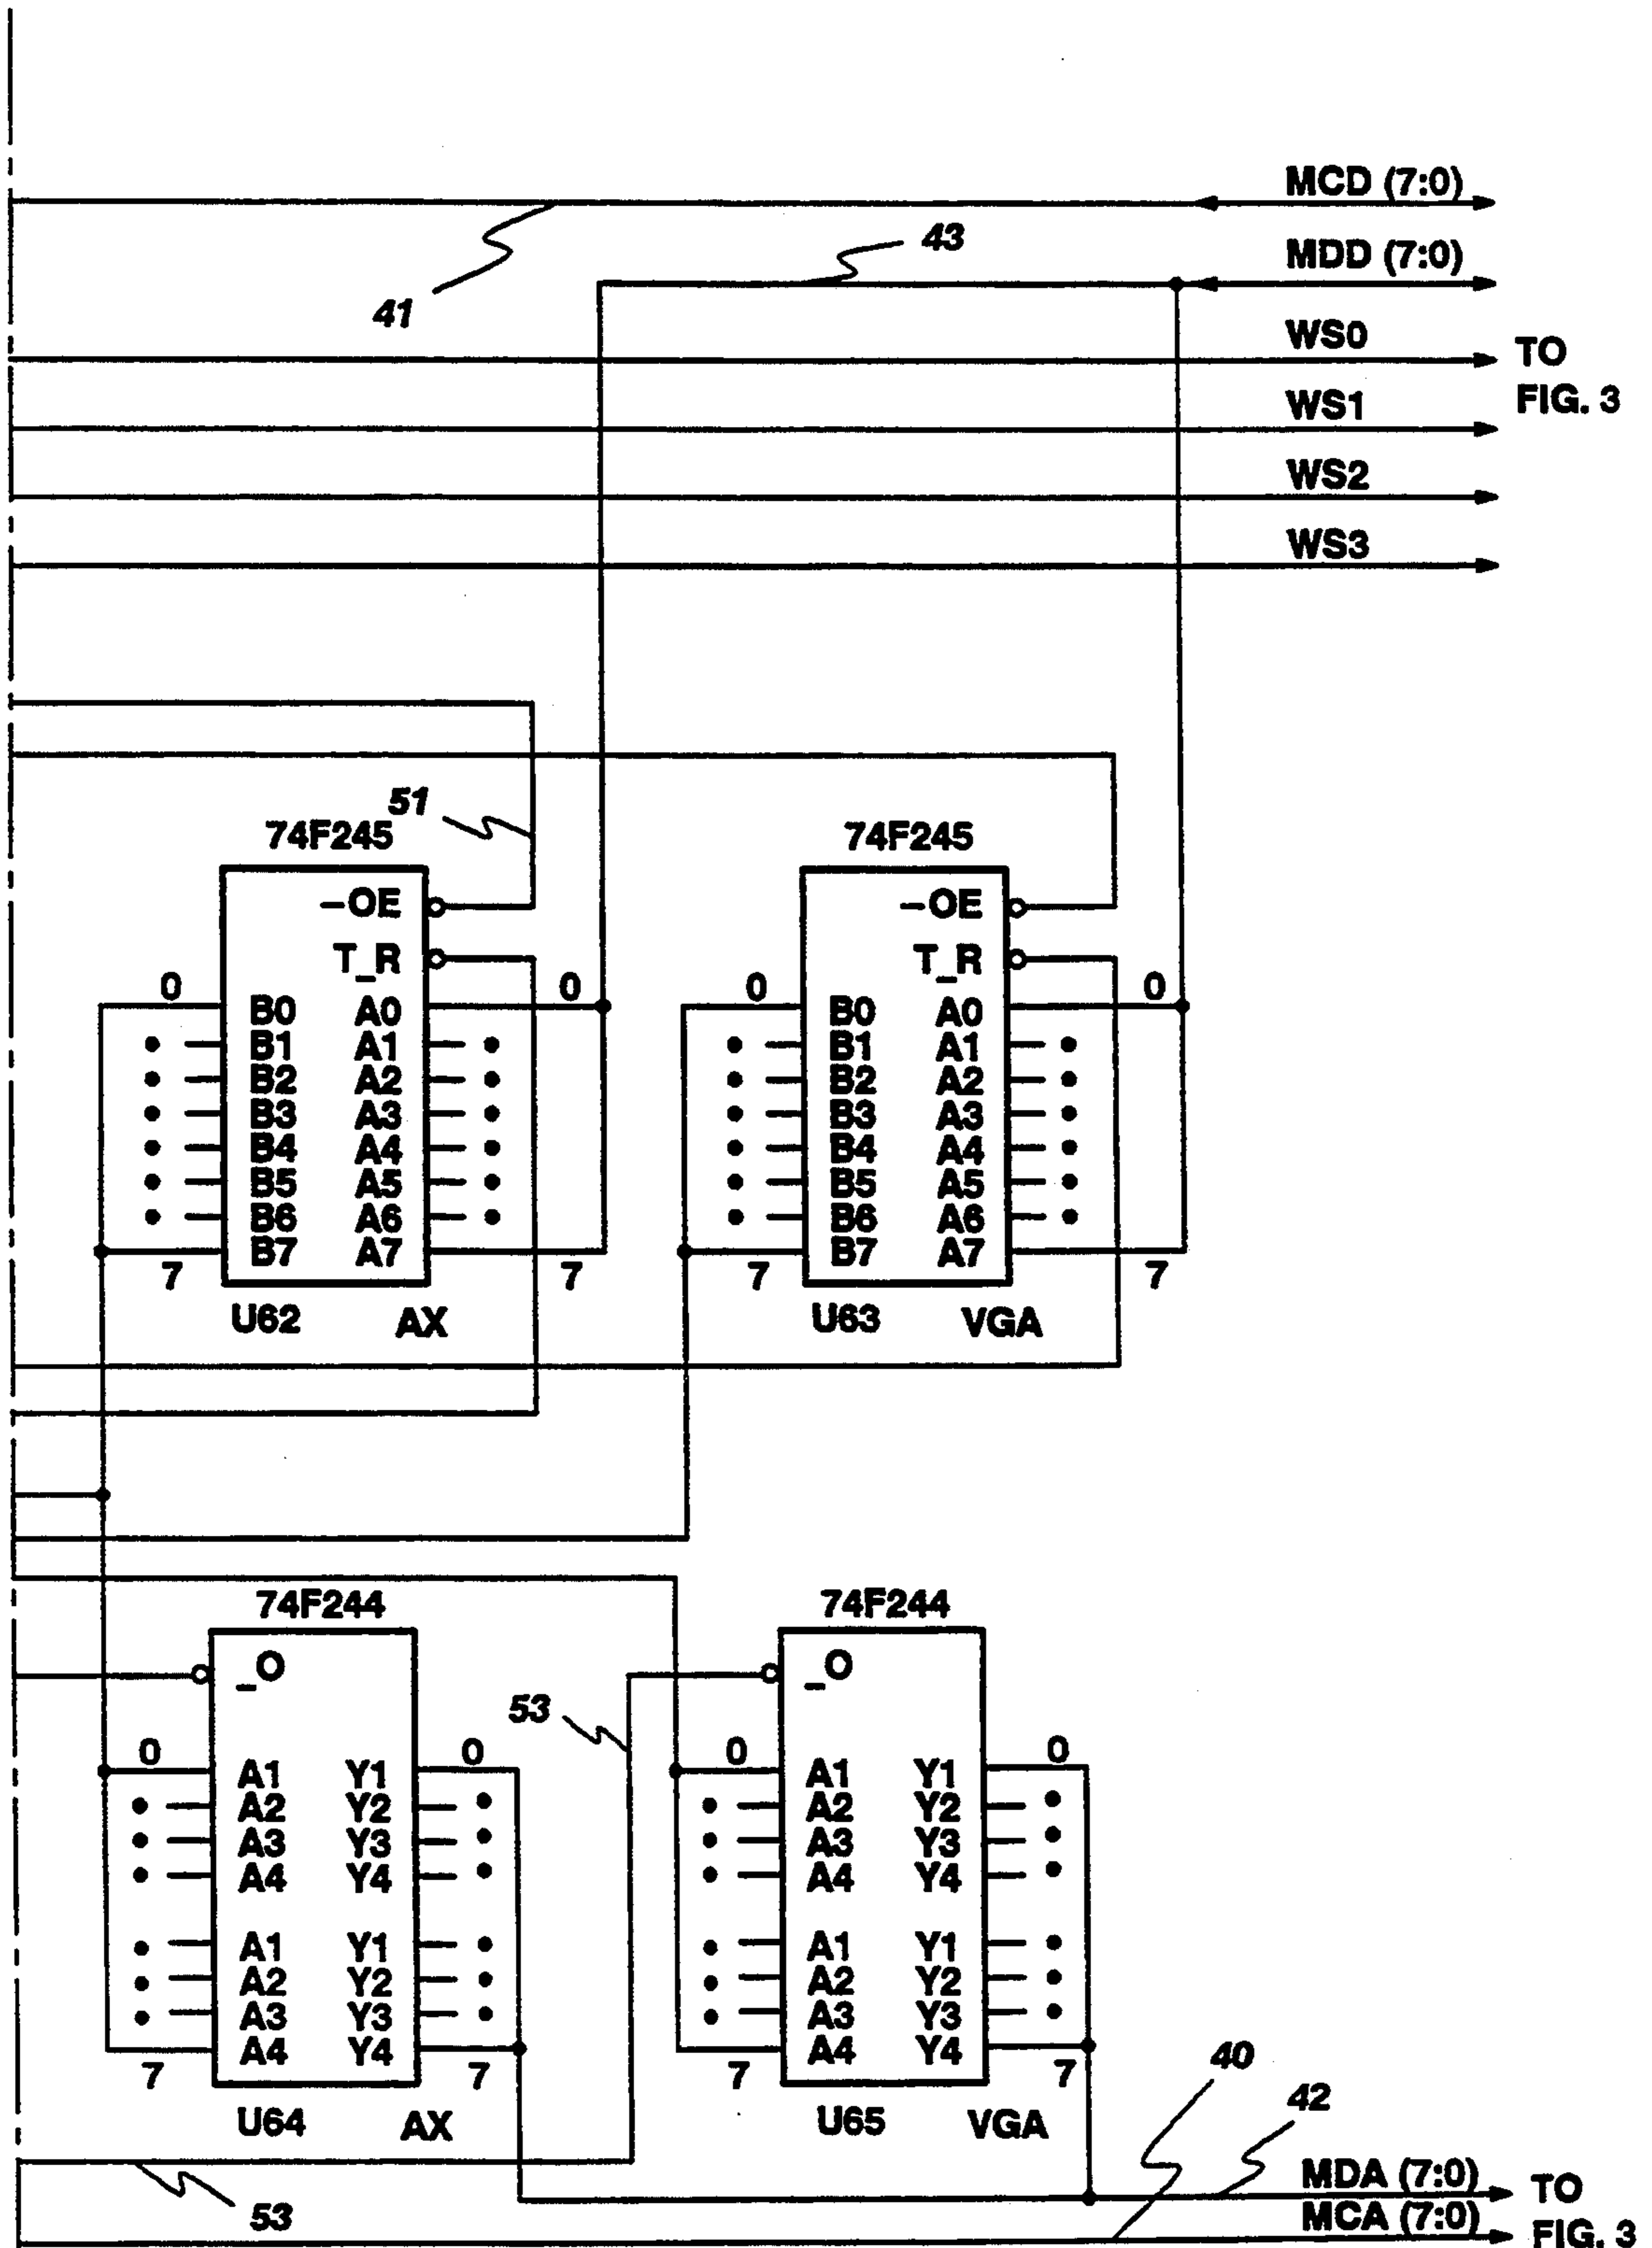 MCD (7:0)
43
MDD (7:0)
41
WS0
TO
FIG. 3
WS1
WS2
WS3
51
74F245
74F245
-OE
-OE
T_R
T_R
0
0
0
0
B0 A0
B0 A0
B1 A1
B1 A1
B2 A2
B2 A2
B3 A3
B3 A3
B4 A4
B4 A4
B5 A5
B5 A5
B6 A6
B6 A6
B7 A7
B7 A7
7
7
7
7
U62 AX
U63 VGA
74F244
74F244
_O
_O
53
0
0
0
0
A1 Y1
A1 Y1
A2 Y2
A2 Y2
A3 Y3
A3 Y3
A4 Y4
A4 Y4
A1 Y1
A1 Y1
A2 Y2
A2 Y2
A3 Y3
A3 Y3
A4 Y4
A4 Y4
7
7
7
7
40
42
U64 AX
U65 VGA
53
MDA (7:0)
MCA (7:0)
TO
FIG. 3